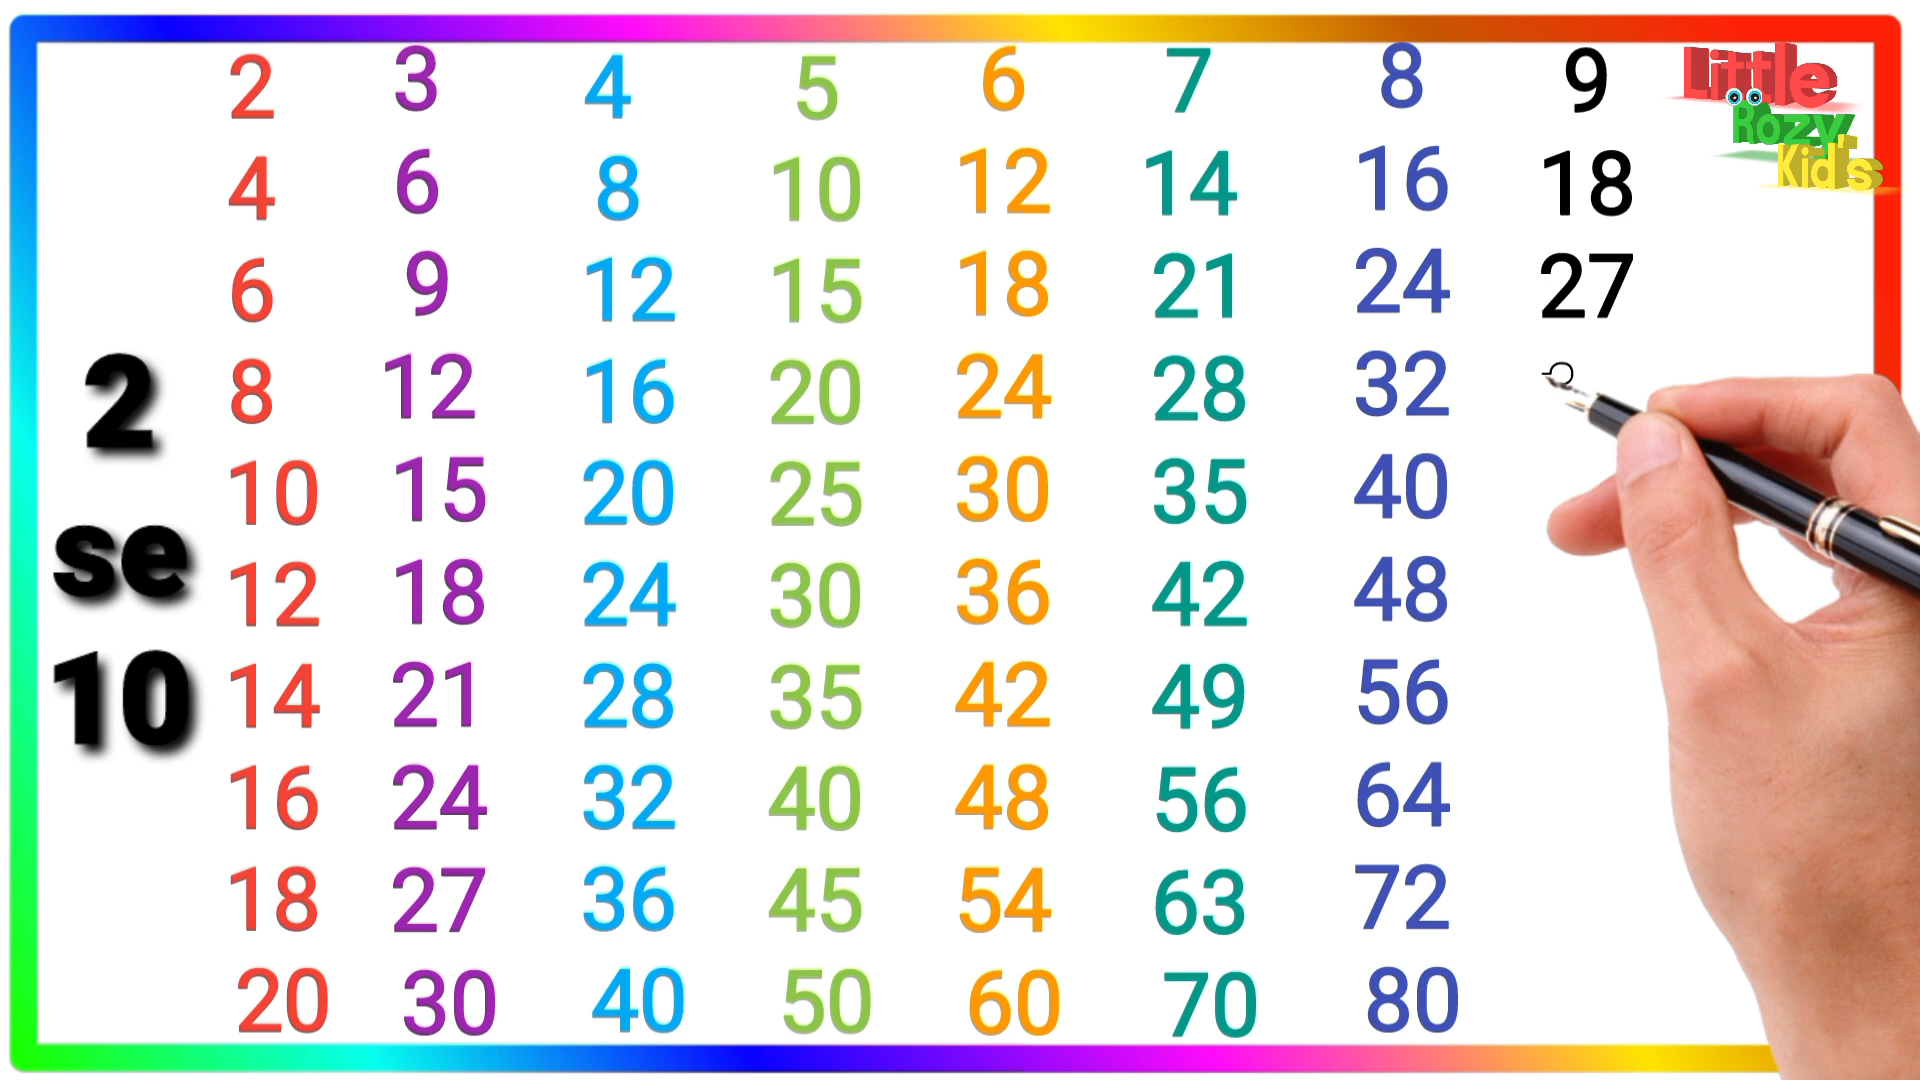 2 3 4 5 6 7 8 9
4 6 8 10 12 14 16 18
6 9 12 15 18 21 24 27
8 12 16 20 24 28 32
10 15 20 25 30 35 40
12 18 24 30 36 42 48
14 21 28 35 42 49 56
16 24 32 40 48 56 64
18 27 36 45 54 63 72
20 30 40 50 60 70 80
2
se
10
Little
Rozy
Kid's